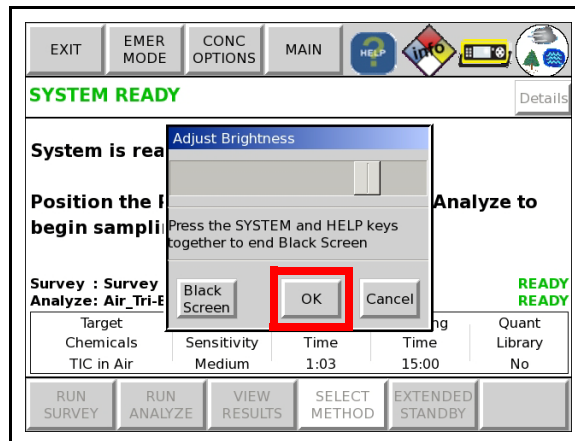 EXIT
EMER
MODE
CONC
OPTIONS
MAIN
HELP
info
SYSTEM READY
Details
Adjust Brightness
System is rea
Position the Analyze to
begin sampli
Press the SYSTEM and HELP keys
together to end Black Screen
Black
Screen
OK
Cancel
Survey : Survey READY
Analyze: Air_Tri- READY
Target
Chemicals Sensitivity Time Time
Quant
Library
TIC in Air Medium 1:03 15:00 No
RUN
SURVEY
RUN
ANALYZE
VIEW
RESULTS
SELECT
METHOD
EXTENDED
STANDBY